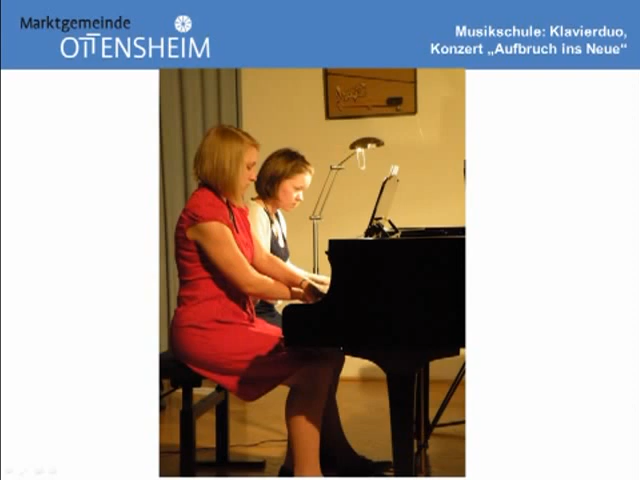 Marktgemeinde
OTTENSHEIM
Musikschule: Klavierduo,
Konzert „Aufbruch ins Neue“